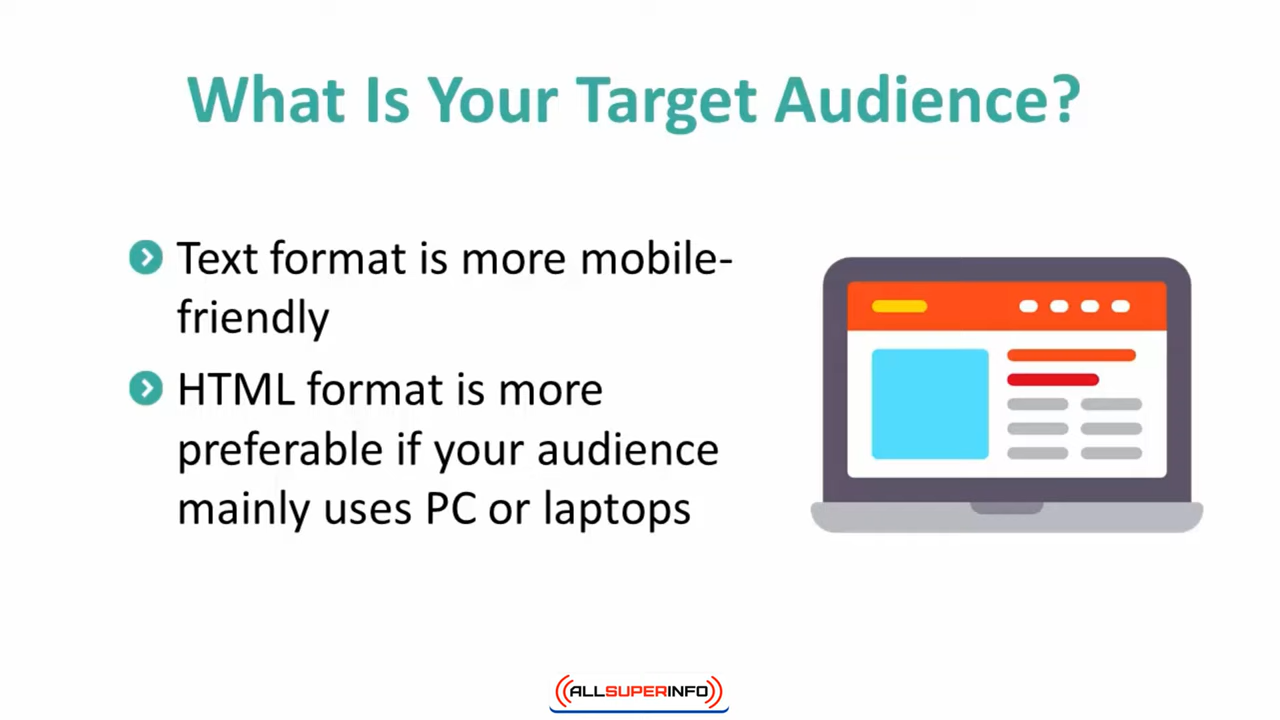 What Is Your Target Audience?
Text format is more mobile-
friendly
HTML format is more
preferable if your audience
mainly uses PC or laptops
ALLSUPERINFO